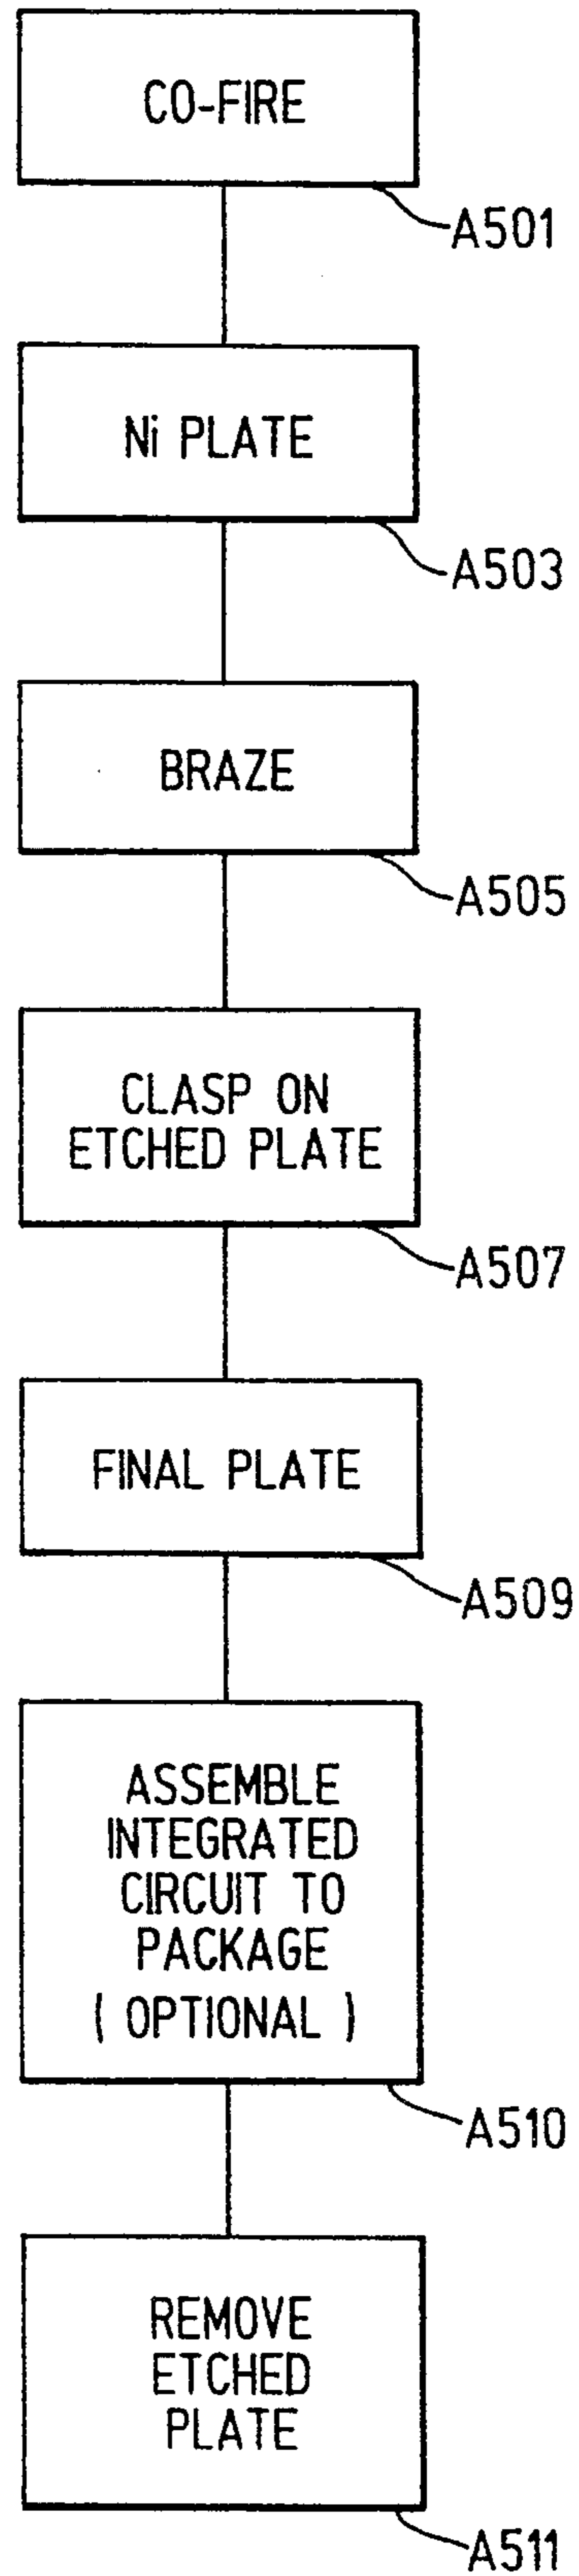 CO-FIRE
A501
Ni PLATE
A503
BRAZE
A505
CLASP ON
ETCHED PLATE
A507
FINAL PLATE
A509
ASSEMBLE
INTEGRATED
CIRCUIT TO
PACKAGE
( OPTIONAL )
A510
REMOVE
ETCHED
PLATE
A511